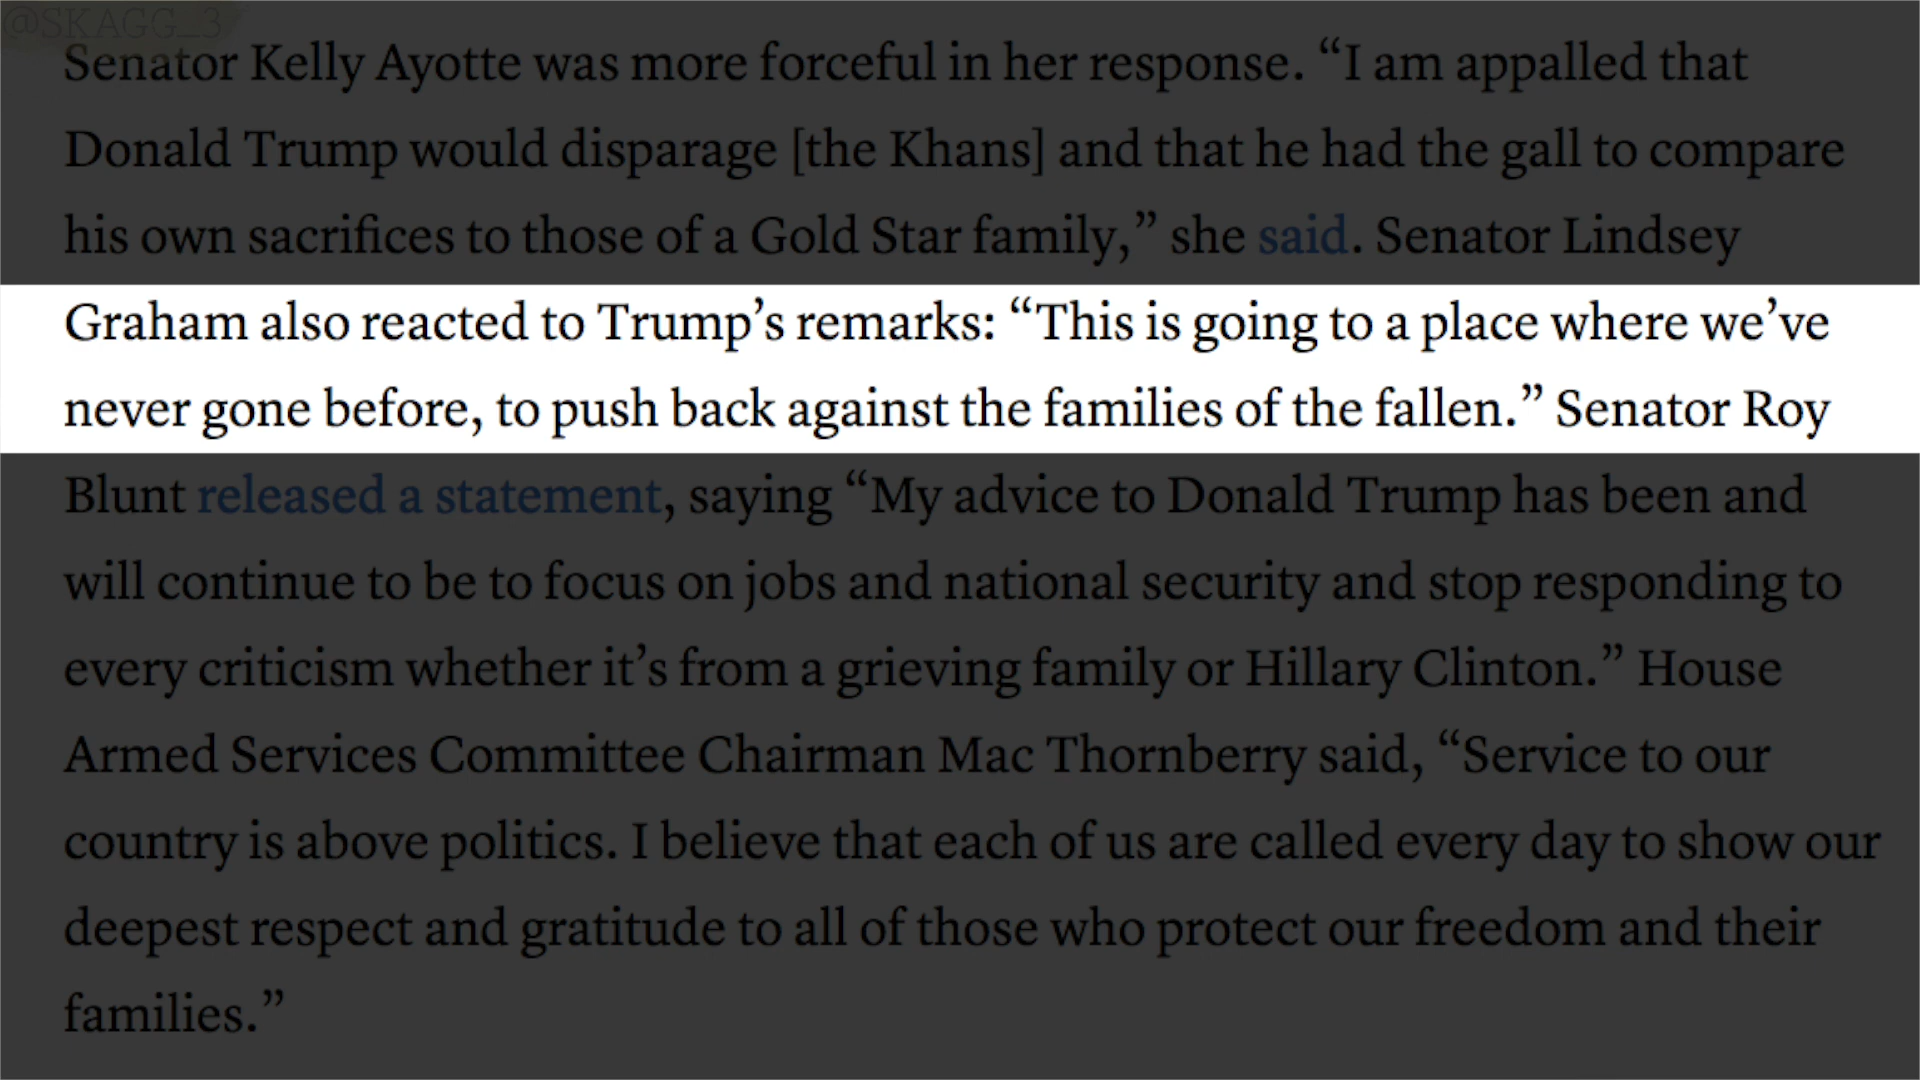 @SKAGG_3
Senator Kelly Ayotte was more forceful in her response. “I am appalled that
Donald Trump would disparage [the Khans] and that he had the gall to compare
his own sacrifices to those of a Gold Star family,” she said. Senator Lindsey
Graham also reacted to Trump’s remarks: “This is going to a place where we’ve
never gone before, to push back against the families of the fallen.” Senator Roy
Blunt released a statement, saying “My advice to Donald Trump has been and
will continue to be to focus on jobs and national security and stop responding to
every criticism whether it’s from a grieving family or Hillary Clinton.” House
Armed Services Committee Chairman Mac Thornberry said, “Service to our
country is above politics. I believe that each of us are called every day to show our
deepest respect and gratitude to all of those who protect our freedom and their
families.”